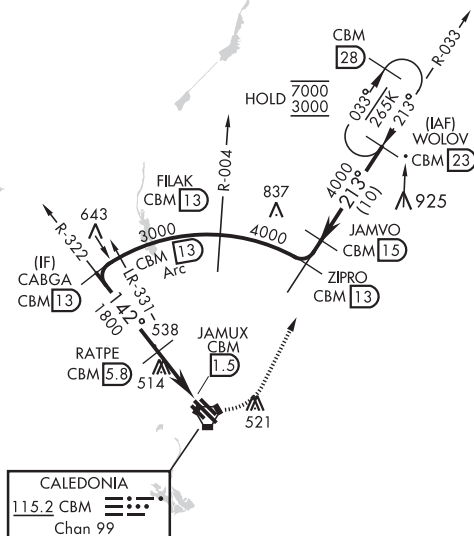 CBM
28
R-033
HOLD 7000
3000
033°
265K
213°
(IAF)
WOLOV
CBM 23
925
R-004
4000
213°
(10)
FILAK
CBM 13
837
643
3000
CBM 13
Arc
4000
JAMVO
CBM 15
ZIPRO
CBM 13
R-322
(IF)
CABGA
CBM 13
LR-331
142°
1800
538
RATPE
CBM 5.8
514
JAMUX
CBM
1.5
521
CALEDONIA
115.2 CBM
Chan 99